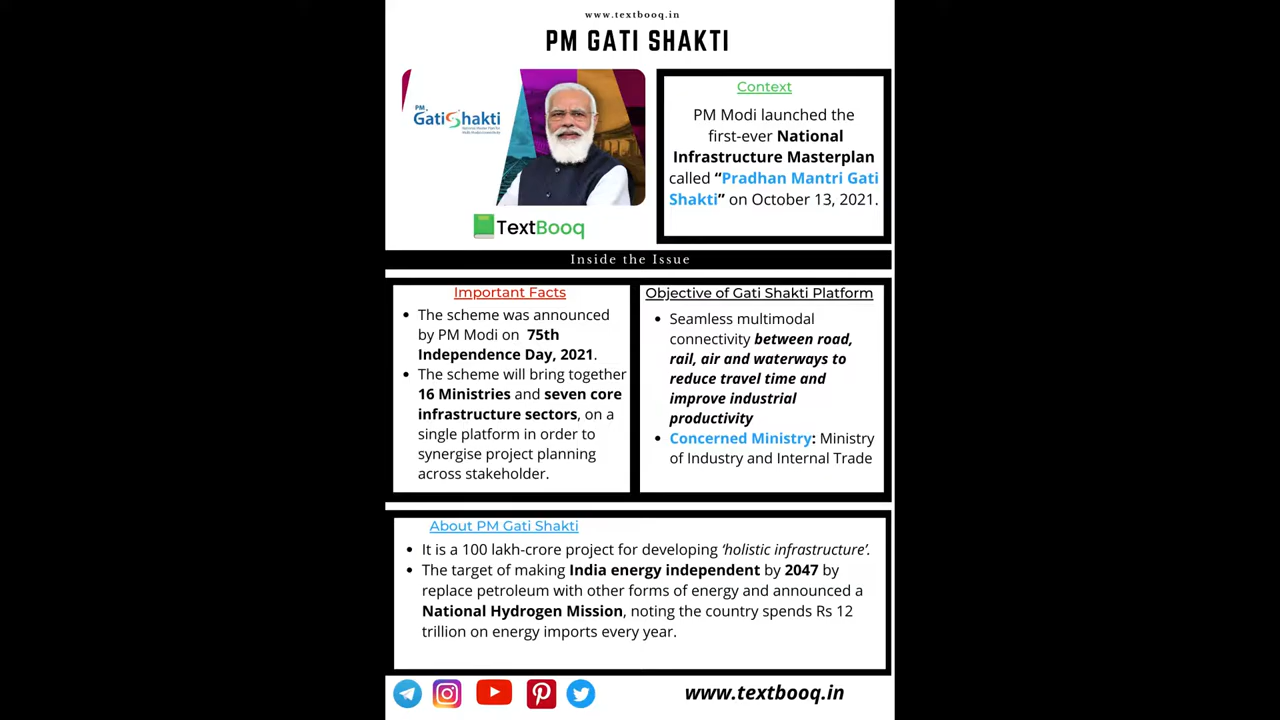 www.textbooq.in
PM GATI SHAKTI
PM
GatiShakti
TextBooq
Context
PM Modi launched the
first-ever National
Infrastructure Masterplan
called “Pradhan Mantri Gati
Shakti” on October 13, 2021.
Inside the Issue
Important Facts
• The scheme was announced
by PM Modi on 75th
Independence Day, 2021.
• The scheme will bring together
16 Ministries and seven core
infrastructure sectors, on a
single platform in order to
synergise project planning
across stakeholder.
Objective of Gati Shakti Platform
• Seamless multimodal
connectivity between road,
rail, air and waterways to
reduce travel time and
improve industrial
productivity
• Concerned Ministry: Ministry
of Industry and Internal Trade
About PM Gati Shakti
• It is a 100 lakh-crore project for developing ‘holistic infrastructure’.
• The target of making India energy independent by 2047 by
replace petroleum with other forms of energy and announced a
National Hydrogen Mission, noting the country spends Rs 12
trillion on energy imports every year.
www.textbooq.in